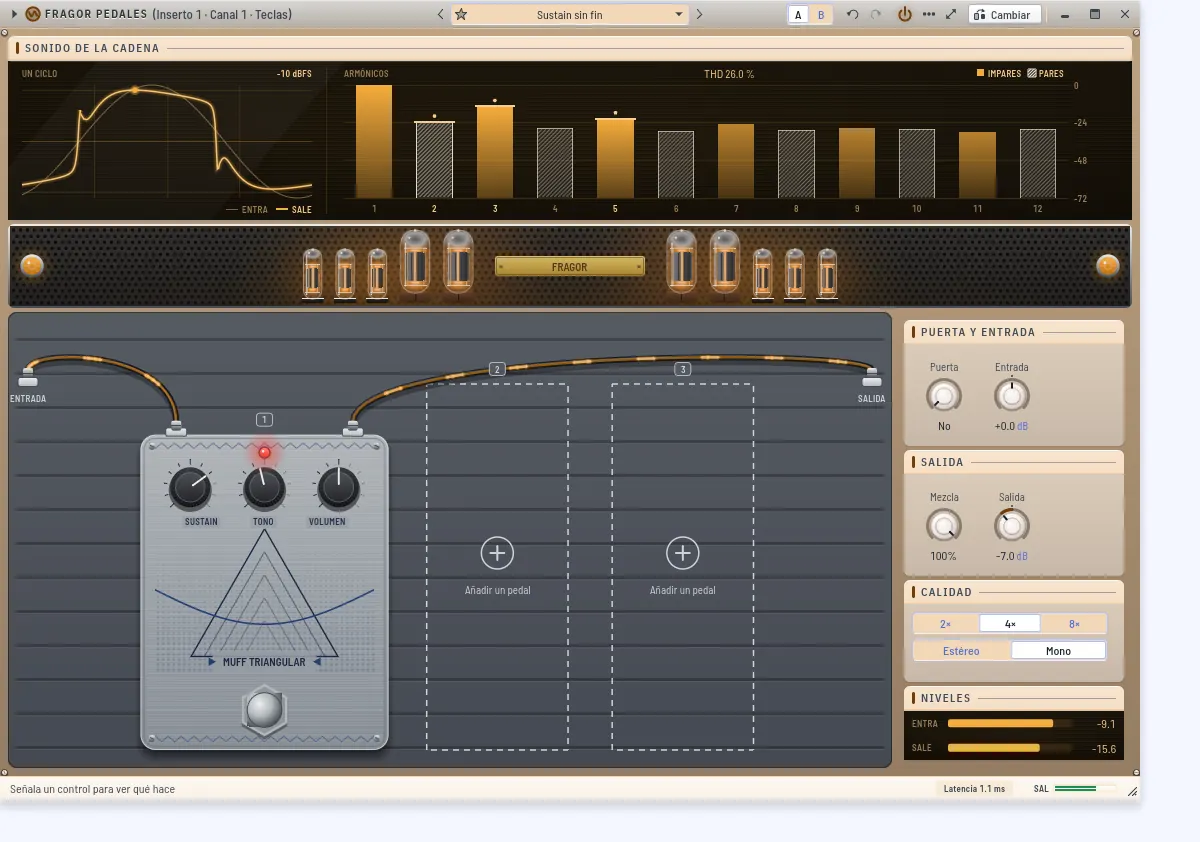 FRAGOR PEDALES (Inserto 1 · Canal 1 · Teclas)
Sustain sin fin
A B
Cambiar
SONIDO DE LA CADENA
UN CICLO
-10 dBFS
ARMÓNICOS
THD 26.0 %
IMPARES
PARES
0
-24
-48
-72
ENTRA
SALE
1 2 3 4 5 6 7 8 9 10 11 12
FRAGOR
ENTRADA
1
2
3
SALIDA
SUSTAIN
TONO
VOLUMEN
MUFF TRIANGULAR
Añadir un pedal
Añadir un pedal
PUERTA Y ENTRADA
Puerta
Entrada
No
+0.0 dB
SALIDA
Mezcla
Salida
100%
-7.0 dB
CALIDAD
2×
4×
8×
Estéreo
Mono
NIVELES
ENTRA
-9.1
SALE
-15.6
Señala un control para ver qué hace
Latencia 1.1 ms
SAL